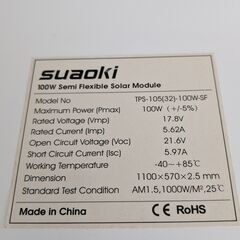 suaoki
100W Semi Flexible Solar Module
Model No TPS-105(32)-100W-SF
Maximum Power (Pmax) 100W (+/-5%)
Rated Voltage (Vmp) 17.8V
Rated Current (Imp) 5.62A
Open Circuit Voltage (Voc) 21.6V
Short Circuit Current (Isc) 5.97A
Working Temperature -40~+85℃
Dimension 1100×570×2.5 mm
Standard Test Condition AM1.5,1000W/M²,25℃
Made in China CE RoHS